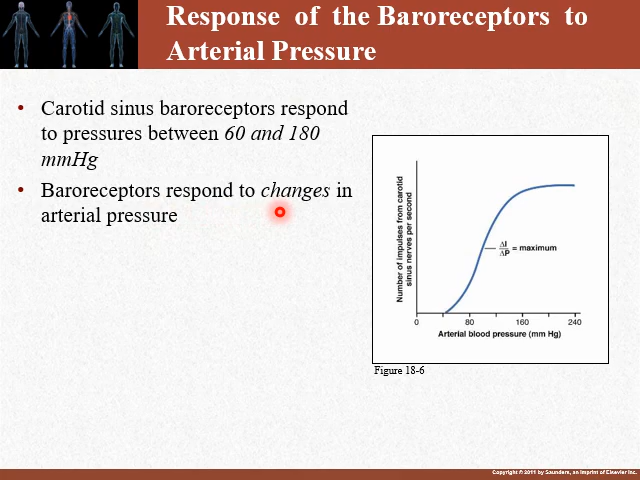 Response of the Baroreceptors to
Arterial Pressure
• Carotid sinus baroreceptors respond
to pressures between 60 and 180
mmHg
• Baroreceptors respond to changes in
arterial pressure
Number of impulses from carotid
sinus nerves per second
ΔI
ΔP
= maximum
0 80 160 240
Arterial blood pressure (mm Hg)
Figure 18-6
Copyright © 2011 by Saunders, an imprint of Elsevier Inc.